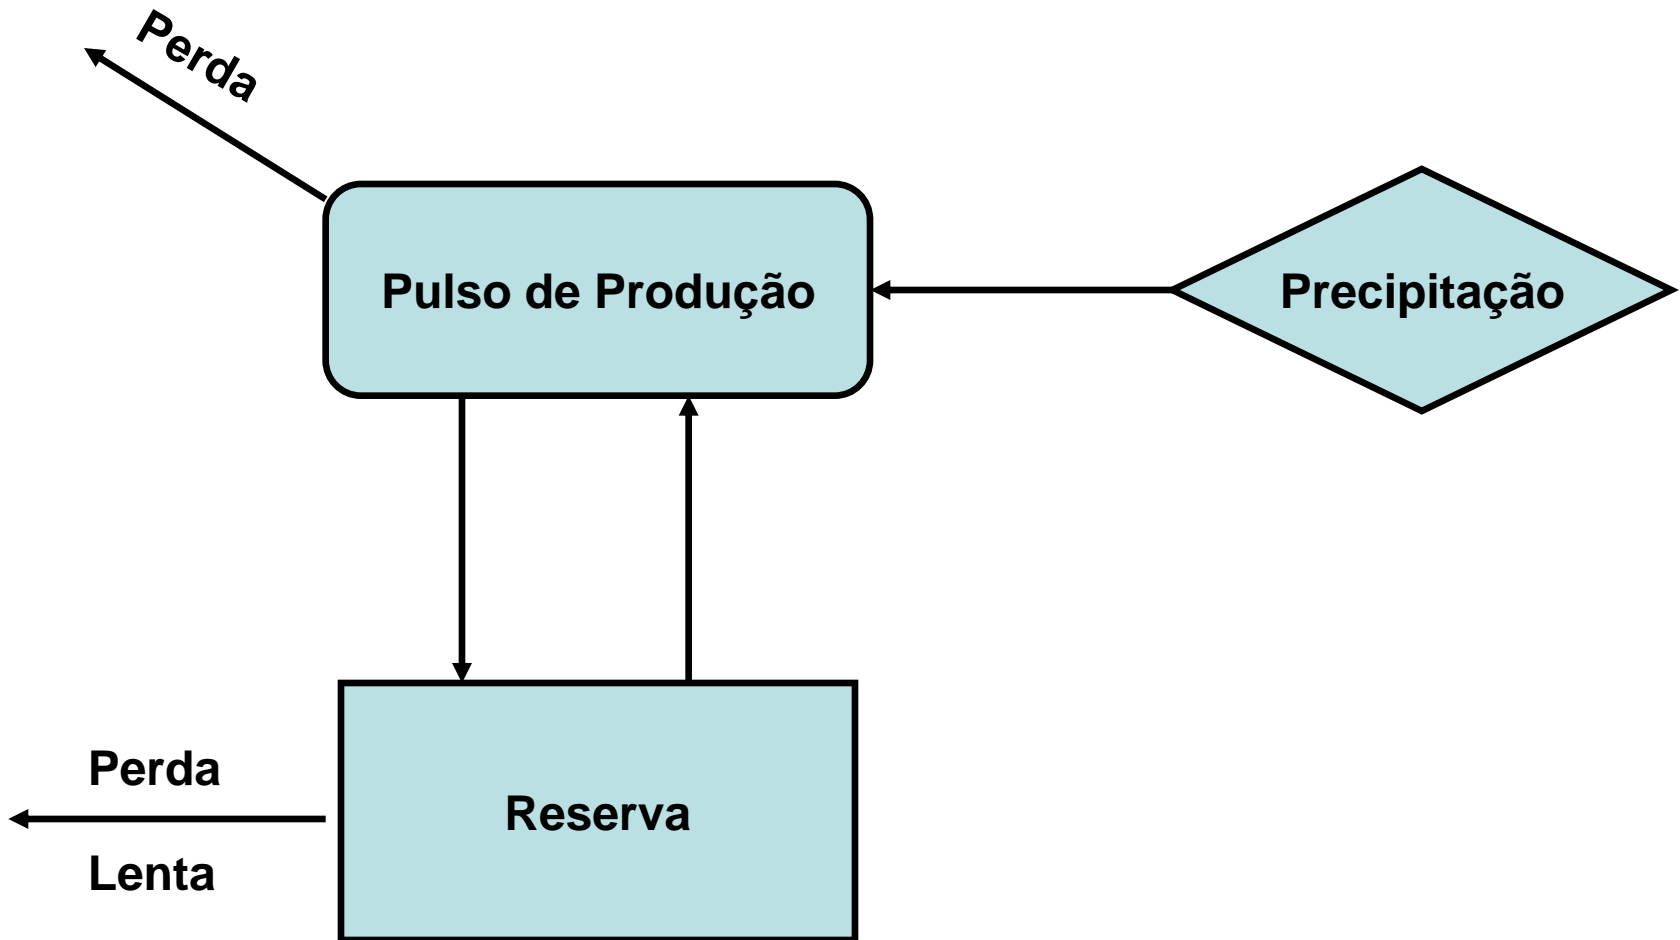 Perda
Pulso de Produção
Precipitação
Perda
Lenta
Reserva